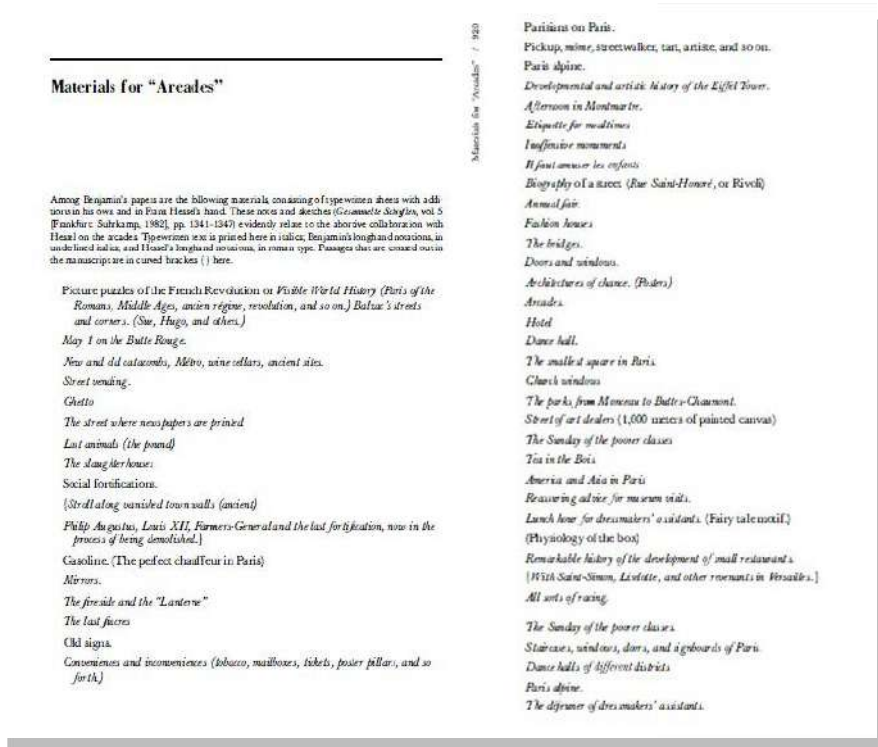 Materials for “Arcades”
Among Benjamin's papers are the following materials, consisting of typewritten sheets with addi-
tions in his own and in Franz Hessel's hand. These notes and sketches (Gesammelte Schriften, vol. 5
[Frankfurt: Suhrkamp, 1982], pp. 1341-1347) evidently relate to the abortive collaboration with
Hessel on the arcades. Typewritten text is printed here in italics; Benjamin's longhand notations, in
underlined italics; and Hessel's longhand notations, in roman type. Passages that are crossed out in
the manuscript are in curved brackets { } here.
Picture puzzles of the French Revolution or Visible World History (Paris of the
Romans, Middle Ages, ancien régime, revolution, and so on.) Balzac's streets
and corners. (Sue, Hugo, and others.)
May 1 on the Butte Rouge.
New and old catacombs, Métro, wine cellars, ancient sites.
Street vending.
Ghetto
The street where newspapers are printed
Last animals (the pound)
The slaughterhouses
Social fortifications.
{Stroll along vanished town walls (ancient)
Philip Augustus, Louis XII, Farmers-General and the last fortification, now in the
process of being demolished.}
Gasoline. (The perfect chauffeur in Paris)
Mirrors.
The fireside and the “Lanterne”
The last fiacres
Old signs.
Conveniences and inconveniences (tobacco, mailboxes, tickets, poster pillars, and so
forth.)
Materials for “Arcades” / 920
Parisians on Paris.
Pickup, môme, streetwalker, tart, artiste, and so on.
Paris alpine.
Developmental and artistic history of the Eiffel Tower.
Afternoon in Montmartre.
Etiquette for mealtimes
Inoffensive monuments
Il faut amuser les enfants
Biography of a street (Rue Saint-Honoré, or Rivoli)
Annual fair.
Fashion houses
The bridges.
Doors and windows.
Architectures of chance. (Posters)
Arcades.
Hotel
Dance hall.
The smallest square in Paris.
Church windows
The parks, from Monceau to Buttes-Chaumont.
Street of art dealers (1,000 meters of painted canvas)
The Sunday of the poorer classes
Tea in the Bois
America and Asia in Paris
Reassuring advice for museum visits.
Lunch hour for dressmakers' assistants. (Fairy tale motif.)
(Physiology of the box)
Remarkable history of the development of small restaurants.
{With Saint-Simon, Liselotte, and other revenants in Versailles.}
All sorts of racing.
The Sunday of the poorer classes
Staircases, windows, doors, and signboards of Paris
Dance halls of different districts
Paris alpine.
The déjeuner of dressmakers' assistants.